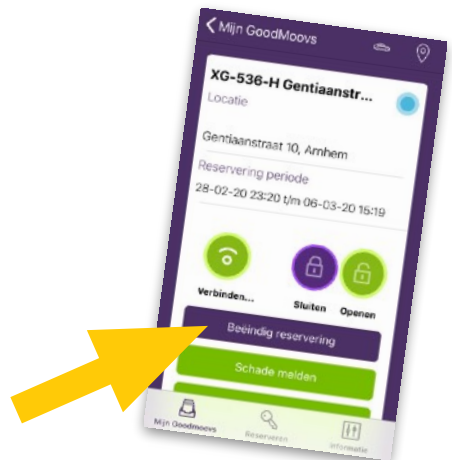 Mijn GoodMoovs
XG-536-H Gentiaanstr...
Locatie
Gentiaanstraat 10, Arnhem
Reservering periode
28-02-20 23:20 t/m 06-03-20 15:19
Verbinden...
Sluiten
Openen
Beëindig reservering
Schade melden
Mijn Goodmoovs
Reserveren
Informatie